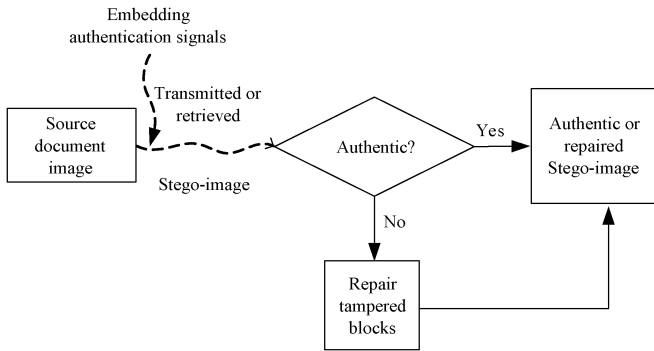 Embedding
authentication signals
Transmitted or
retrieved
Source
document
image
Stego-image
Authentic?
Yes
Authentic or
repaired
Stego-image
No
Repair
tampered
blocks